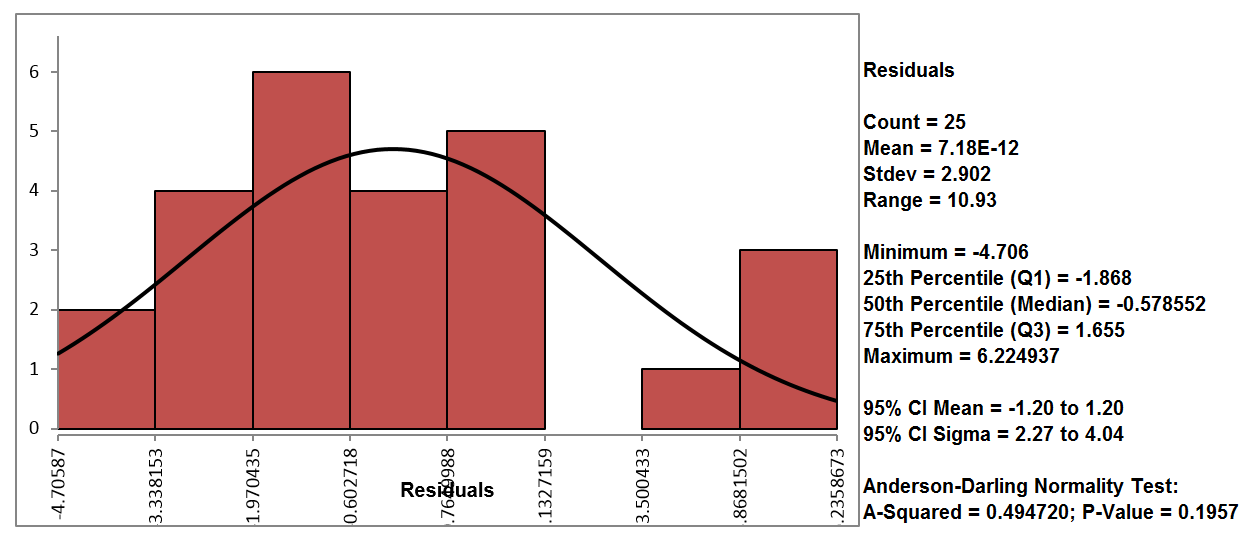 6
5
4
3
2
1
0
-4.70587
3.338153
1.970435
0.602718
.1327159
3.500433
.8681502
.2358673
Residuals
Residuals
Count = 25
Mean = 7.18E-12
Stdev = 2.902
Range = 10.93
Minimum = -4.706
25th Percentile (Q1) = -1.868
50th Percentile (Median) = -0.578552
75th Percentile (Q3) = 1.655
Maximum = 6.224937
95% CI Mean = -1.20 to 1.20
95% CI Sigma = 2.27 to 4.04
Anderson-Darling Normality Test:
A-Squared = 0.494720; P-Value = 0.1957